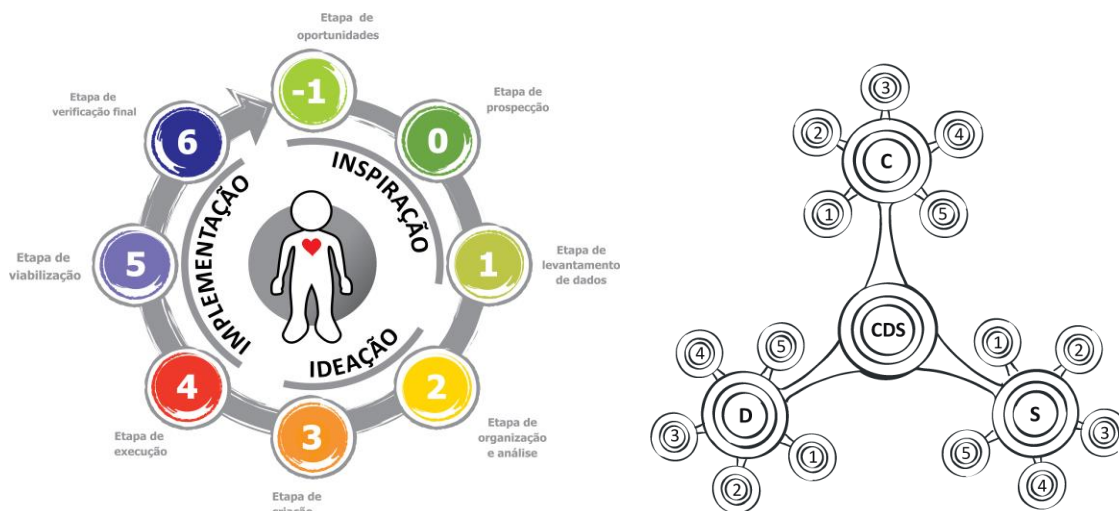 Etapa de
oportunidades
-1
Etapa de
prospecção
0
Etapa de
levantamento
de dados
1
Etapa de
organização
e análise
2
Etapa de
3
Etapa de
execução
4
Etapa de
viabilização
5
Etapa de
verificação final
6
INSPIRAÇÃO
IDEAÇÃO
IMPLEMENTAÇÃO
C
1
2
3
4
5
CDS
D
1
2
3
4
5
S
1
2
3
4
5